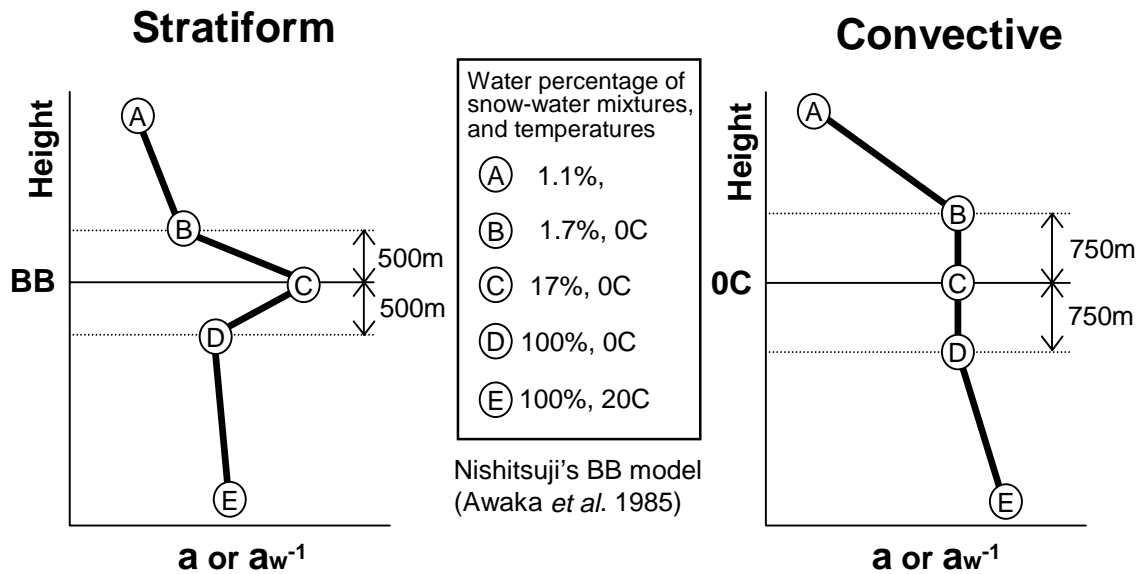 Stratiform
Height
A
B
BB
C
D
E
500m
500m
a or aw-1
Water percentage of
snow-water mixtures,
and temperatures
A 1.1%,
B 1.7%, 0C
C 17%, 0C
D 100%, 0C
E 100%, 20C
Nishitsuji's BB model
(Awaka et al. 1985)
Convective
Height
A
B
0C
C
D
E
750m
750m
a or aw-1